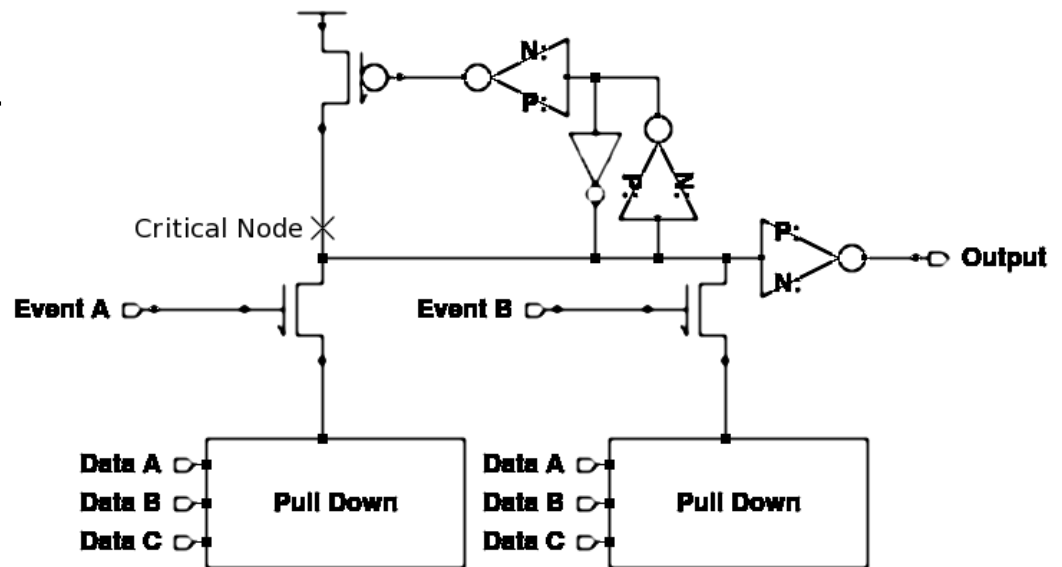 N:
P:
P:
N:
Critical Node
P:
Output
N:
Event A
Event B
Data A
Data A
Data B
Pull Down
Data B
Pull Down
Data C
Data C